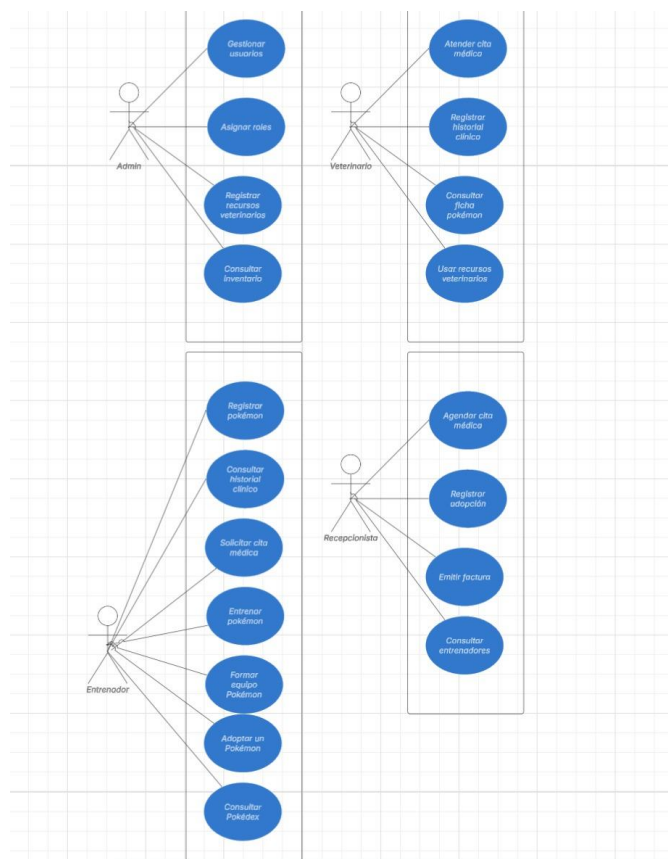 Gestionar
usuarios
Asignar roles
Registrar
recursos
veterinarios
Consultar
inventario
Admin
Atender cita
médica
Registrar
historial
clínico
Consultar
ficha
pokémon
Usar recursos
veterinarios
Veterinario
Registrar
pokémon
Consultar
historial
clínico
Solicitar cita
médica
Entrenar
pokémon
Formar
equipo
Pokémon
Adoptar un
Pokémon
Consultar
Pokédex
Entrenador
Agendar cita
médica
Registrar
adopción
Emitir factura
Consultar
entrenadores
Recepcionista